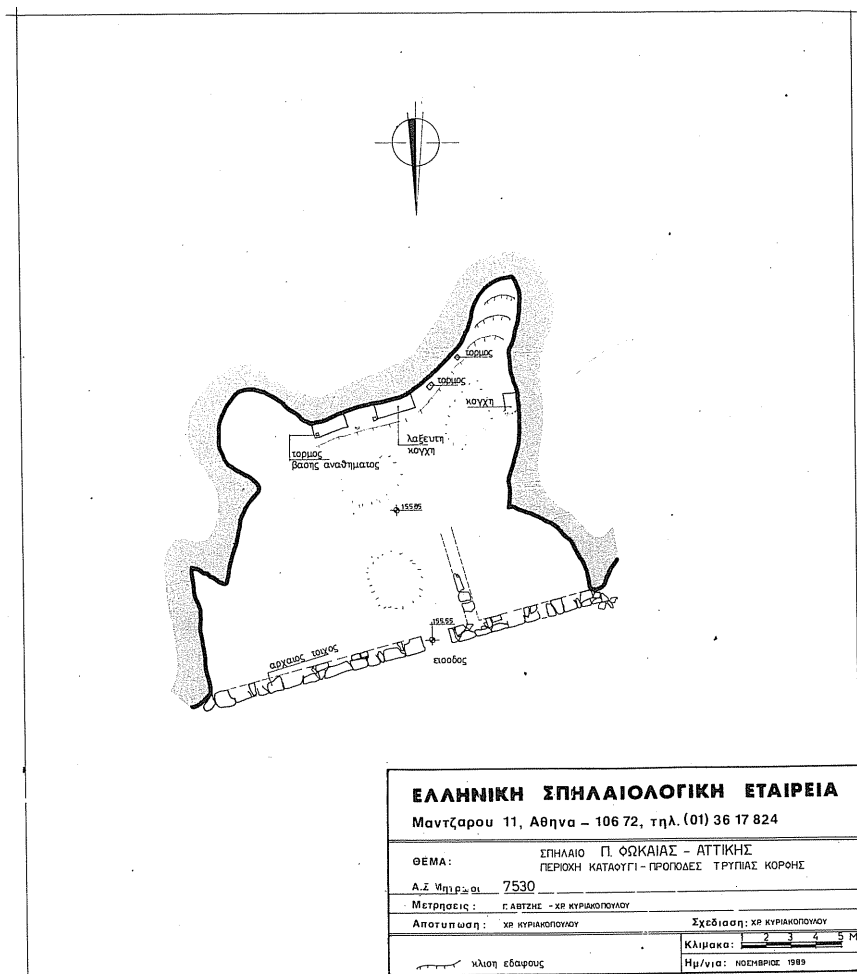 τορμος
τορμος
κογχη
λαξευτη
κογχη
τορμος
βασης αναθηματος
155.85
155.55
αρχαιος τοιχος
εισοδος
ΕΛΛΗΝΙΚΗ ΣΠΗΛΑΙΟΛΟΓΙΚΗ ΕΤΑΙΡΕΙΑ
Μαντζαρου 11, Αθηνα – 106 72, τηλ. (01) 36 17 824
ΘΕΜΑ: ΣΠΗΛΑΙΟ Π. ΦΩΚΑΙΑΣ – ΑΤΤΙΚΗΣ
ΠΕΡΙΟΧΗ ΚΑΤΑΦΥΓΙ – ΠΡΟΠΟΔΕΣ ΤΡΥΠΙΑΣ ΚΟΡΦΗΣ
Α.Σ 7530
Μετρησεις : Γ. ΑΒΤΖΗΣ – ΧΡ. ΚΥΡΙΑΚΟΠΟΥΛΟΥ
Αποτυπωση : ΧΡ. ΚΥΡΙΑΚΟΠΟΥΛΟΥ Σχεδιαση: ΧΡ. ΚΥΡΙΑΚΟΠΟΥΛΟΥ
κλιση εδαφους
Κλιμακα: 1 2 3 4 5 Μ
Ημ/νια: ΝΟΕΜΒΡΙΟΣ 1989